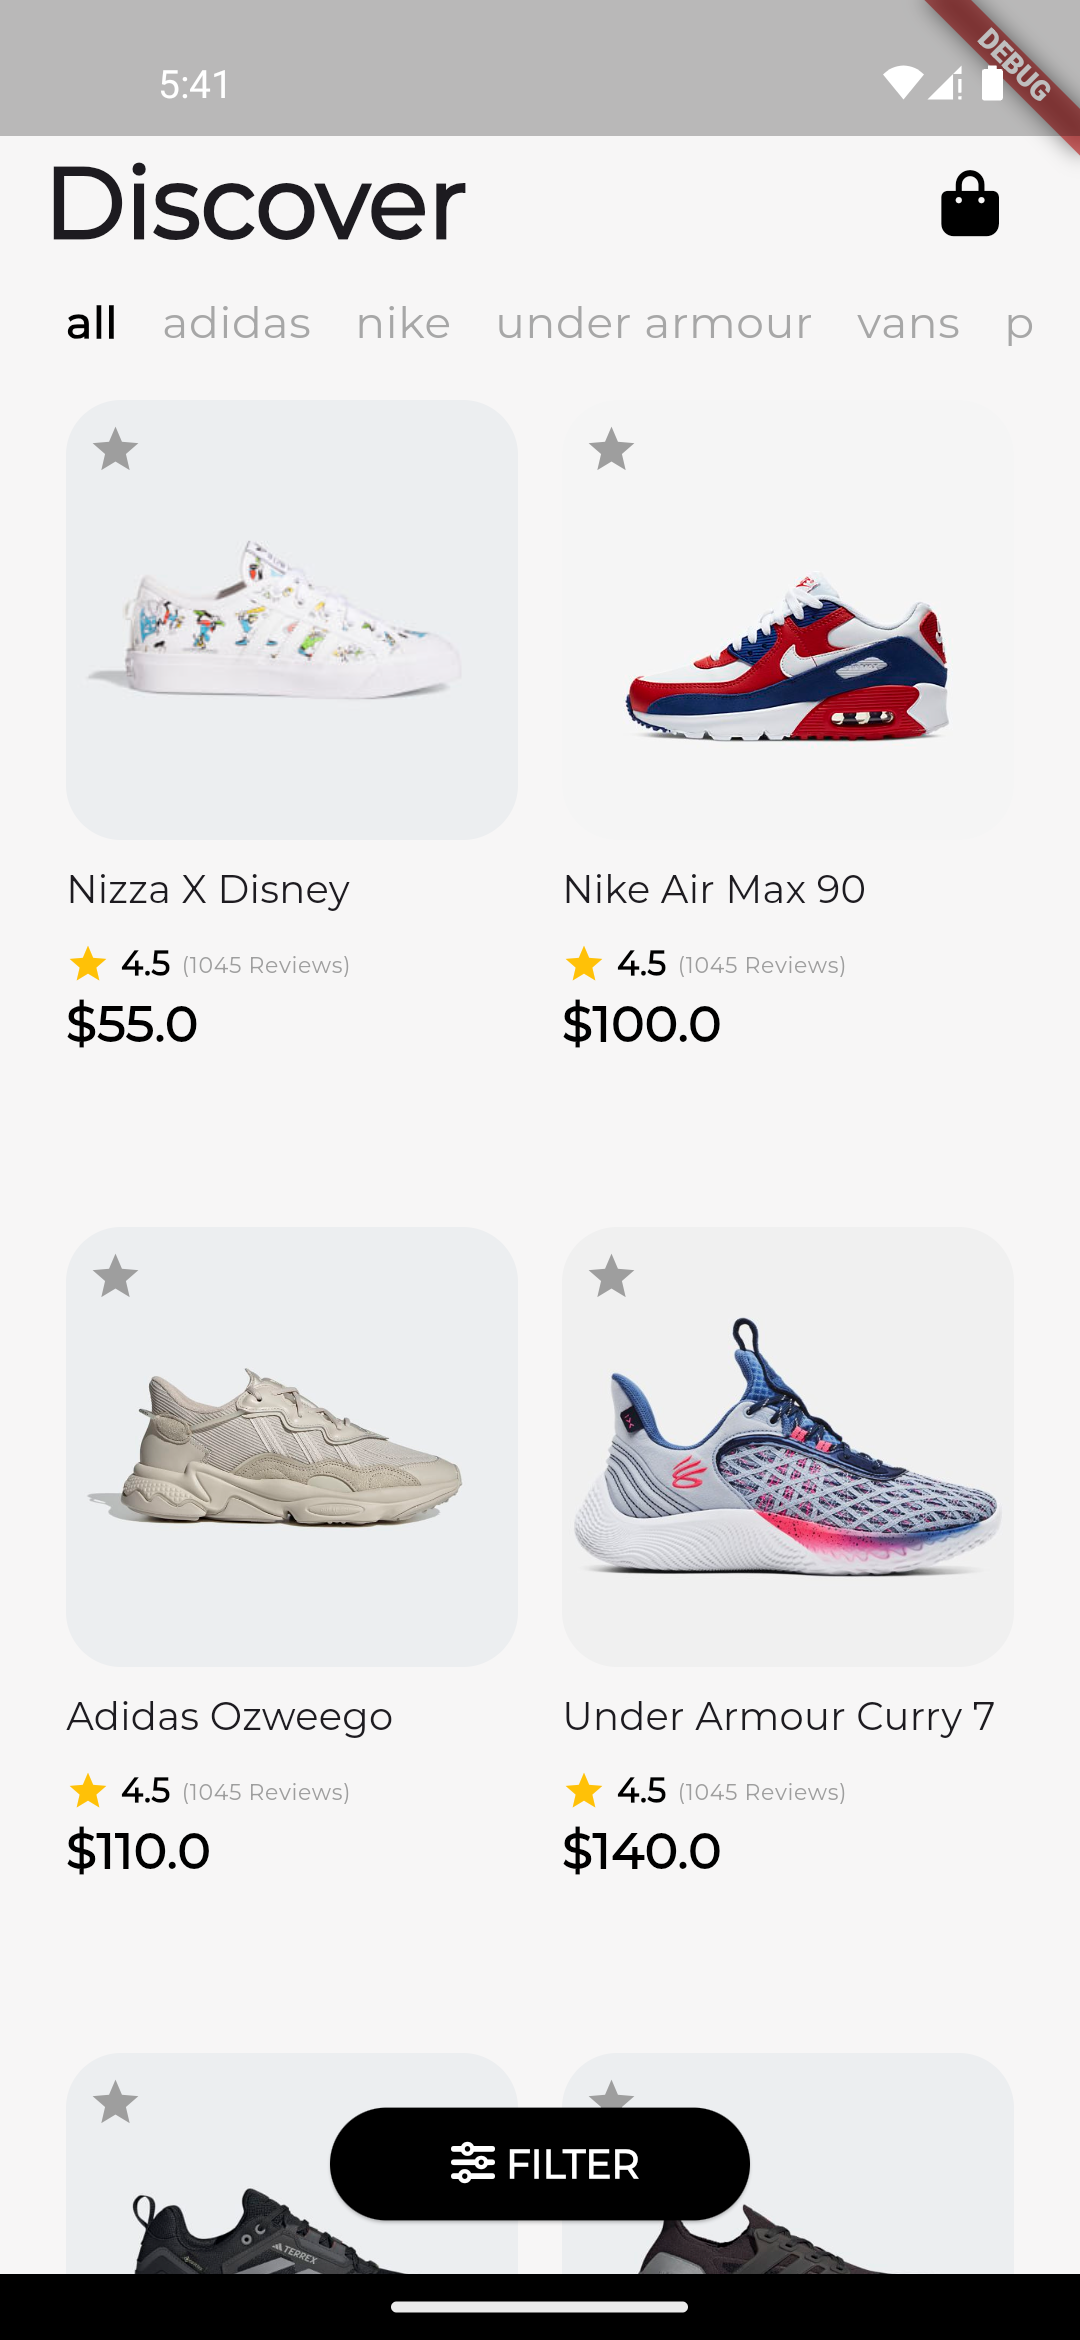 5:41
DEBUG
Discover
all adidas nike under armour vans p
Nizza X Disney
4.5 (1045 Reviews)
$55.0
Nike Air Max 90
4.5 (1045 Reviews)
$100.0
Adidas Ozweego
4.5 (1045 Reviews)
$110.0
Under Armour Curry 7
4.5 (1045 Reviews)
$140.0
FILTER
TERREX